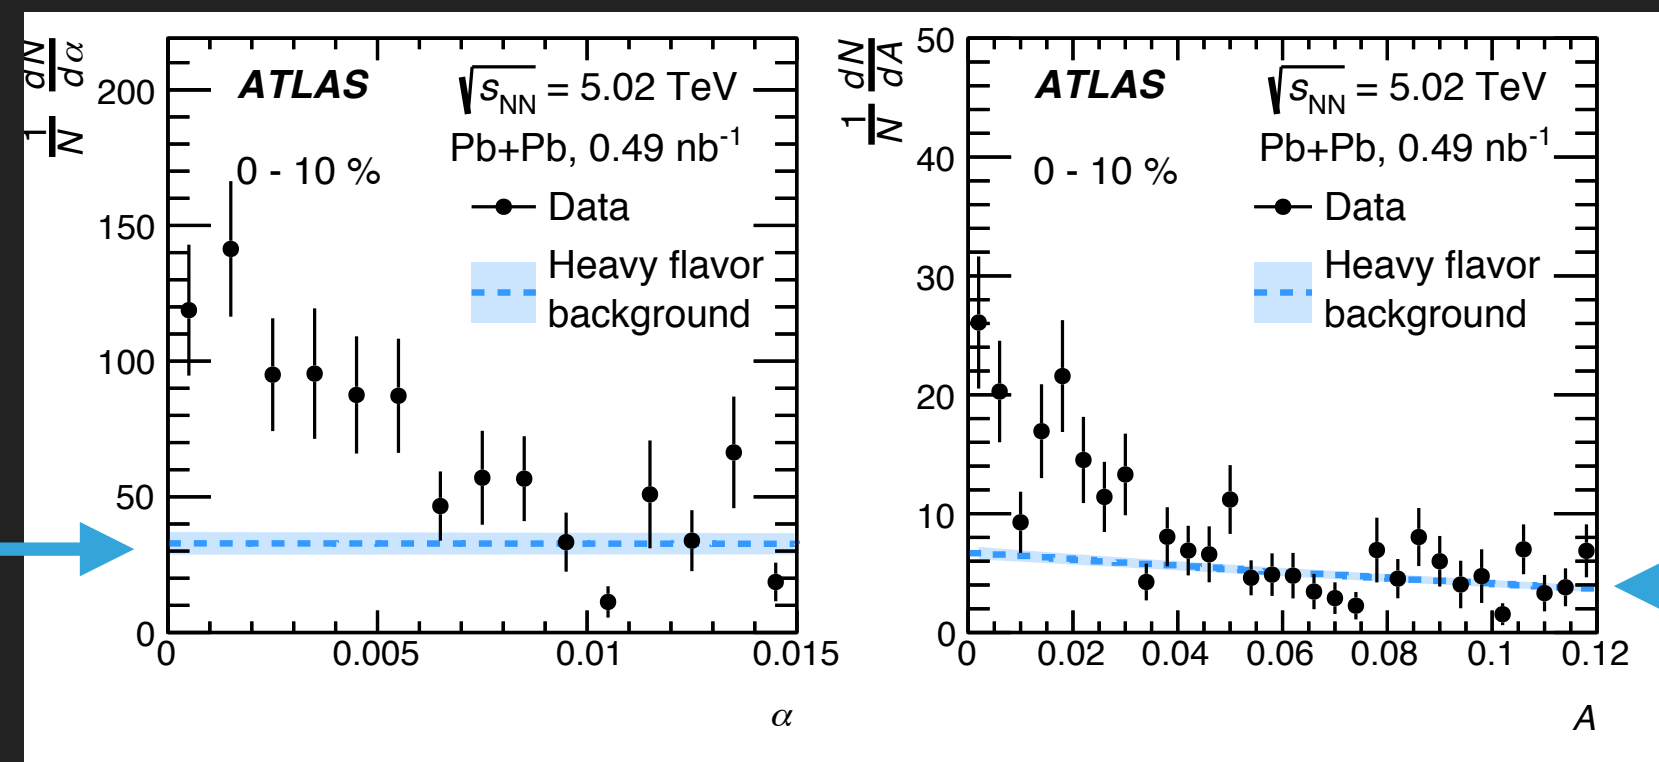 1/N dN/dα
ATLAS
√sNN = 5.02 TeV
Pb+Pb, 0.49 nb-1
0 - 10 %
Data
Heavy flavor
background
200
150
100
50
0
0 0.005 0.01 0.015
α
1/N dN/dA
ATLAS
√sNN = 5.02 TeV
Pb+Pb, 0.49 nb-1
0 - 10 %
Data
Heavy flavor
background
50
40
30
20
10
0
0 0.02 0.04 0.06 0.08 0.1 0.12
A